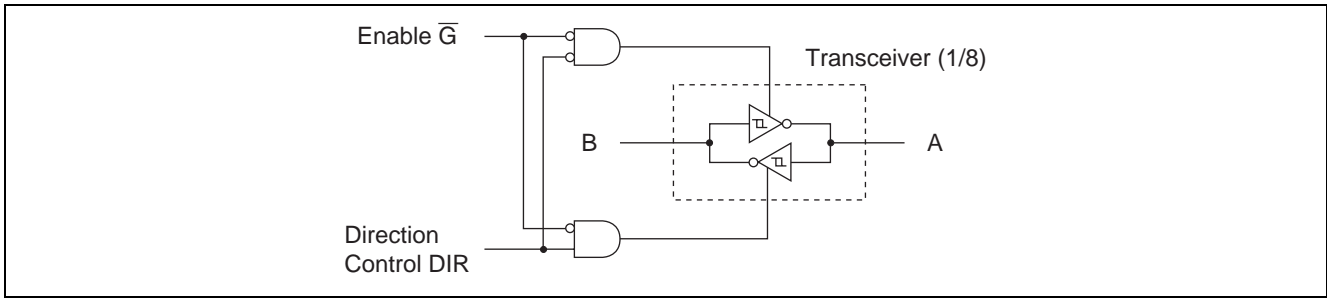 Enable G̅
Transceiver (1/8)
B
A
Direction
Control DIR